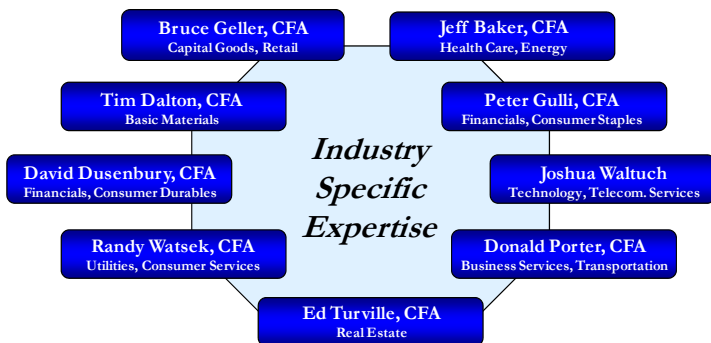 Bruce Geller, CFA
Capital Goods, Retail
Jeff Baker, CFA
Health Care, Energy
Tim Dalton, CFA
Basic Materials
Peter Gulli, CFA
Financials, Consumer Staples
Industry
Specific
Expertise
David Dusenbury, CFA
Financials, Consumer Durables
Joshua Waltuch
Technology, Telecom. Services
Randy Watsek, CFA
Utilities, Consumer Services
Donald Porter, CFA
Business Services, Transportation
Ed Turville, CFA
Real Estate